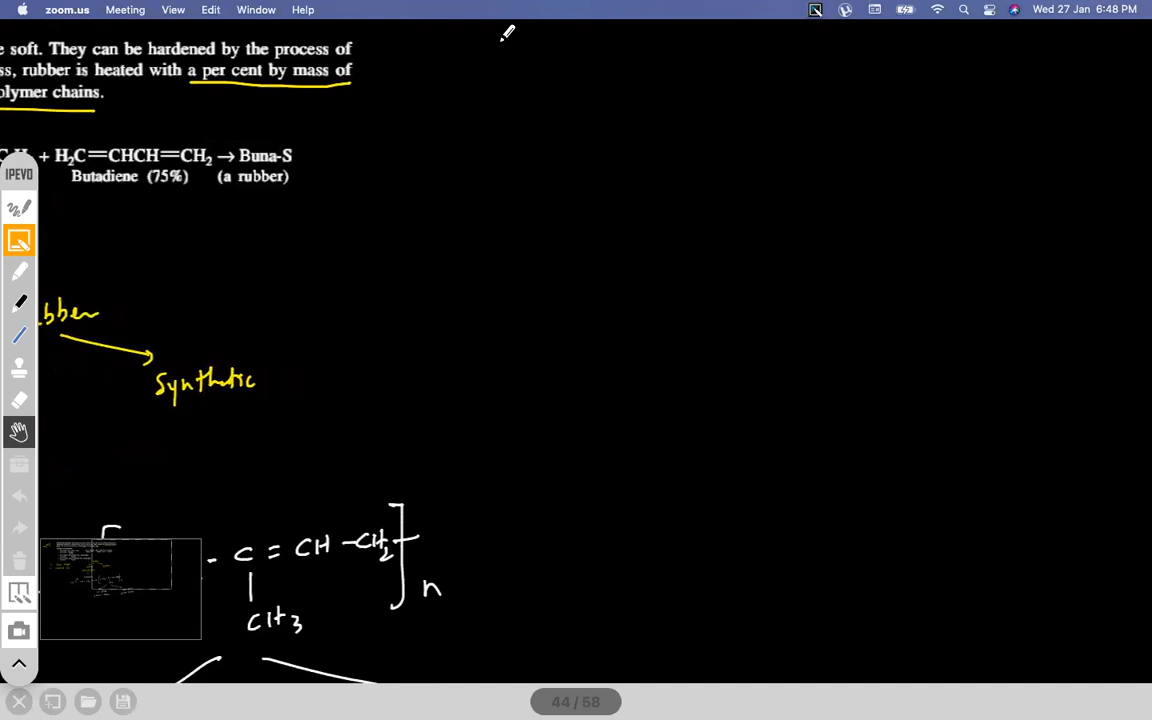 zoom.us Meeting View Edit Window Help Wed 27 Jan 6:48 PM
e soft. They can be hardened by the process of
ss, rubber is heated with a per cent by mass of
olymer chains.
+ H₂C=CHCH=CH₂ → Buna-S
Butadiene (75%) (a rubber)
IPEVO
bber
Synthetic
- C = CH - CH₂ ]
n
CH3
44 / 58